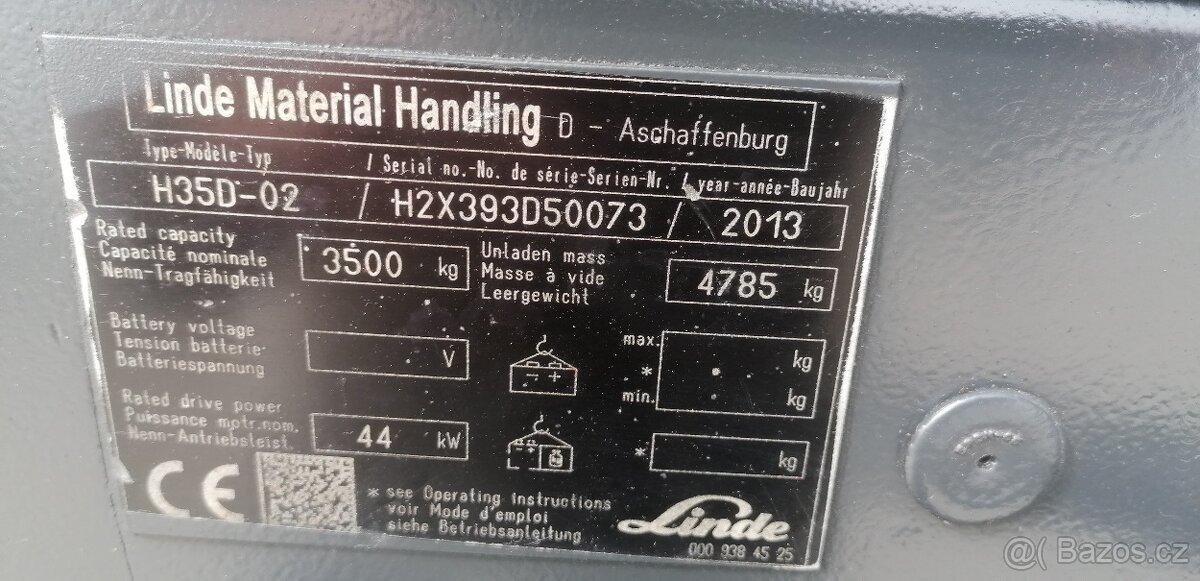 Linde Material Handling D - Aschaffenburg
Type-Modèle-Typ / Serial no.-No. de série-Serien-Nr. / year-année-Baujahr
H35D-02 / H2X393D50073 / 2013
Rated capacity
Capacité nominale
Nenn-Tragfähigkeit
3500 kg
Unladen mass
Masse à vide
Leergewicht
4785 kg
Battery voltage
Tension batterie-
Batteriespannung
V
- +
max.
*
min.
kg
kg
Rated drive power
Puissance motr.nom.
Nenn-Antriebsleist.
44 kW
* kg
CE
* see Operating instructions
voir Mode d'emploi
siehe Betriebsanleitung
Linde
000 938 45 25
@( Bazos.cz